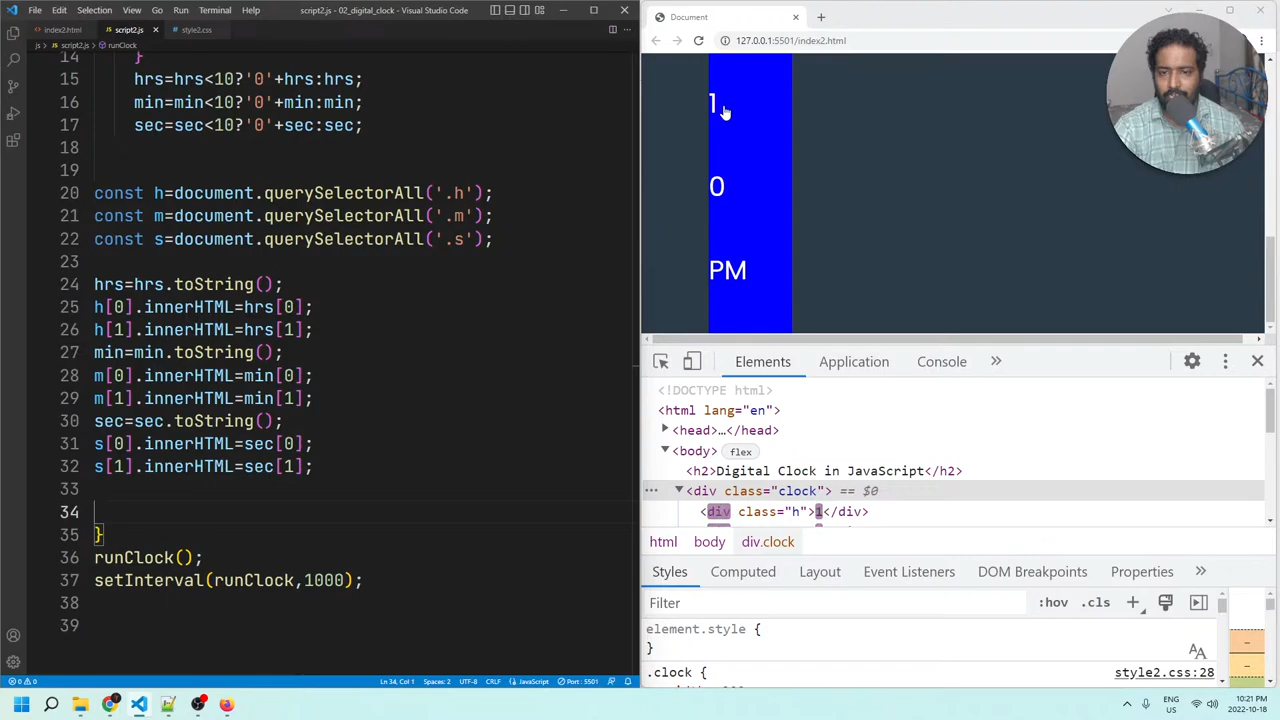 File Edit Selection View Go Run Terminal Help script2.js - 02_digital_clock - Visual Studio Code
index2.html script2.js style2.css
js > script2.js > runClock
14 }
15 hrs=hrs<10?'0'+hrs:hrs;
16 min=min<10?'0'+min:min;
17 sec=sec<10?'0'+sec:sec;
18
19
20 const h=document.querySelectorAll('.h');
21 const m=document.querySelectorAll('.m');
22 const s=document.querySelectorAll('.s');
23
24 hrs=hrs.toString();
25 h[0].innerHTML=hrs[0];
26 h[1].innerHTML=hrs[1];
27 min=min.toString();
28 m[0].innerHTML=min[0];
29 m[1].innerHTML=min[1];
30 sec=sec.toString();
31 s[0].innerHTML=sec[0];
32 s[1].innerHTML=sec[1];
33
34
35 }
36 runClock();
37 setInterval(runClock,1000);
38
39
0 0 Ln 34, Col 1 Spaces: 2 UTF-8 CRLF JavaScript Port : 5501
Document
127.0.0.1:5501/index2.html
1
0
PM
Elements Application Console
<!DOCTYPE html>
<html lang="en">
<head>…</head>
<body> flex
<h2>Digital Clock in JavaScript</h2>
<div class="clock"> == $0
<div class="h">1</div>
html body div.clock
Styles Computed Layout Event Listeners DOM Breakpoints Properties
Filter :hov .cls
element.style {
}
.clock { style2.css:28
ENG
US
10:21 PM
2022-10-18